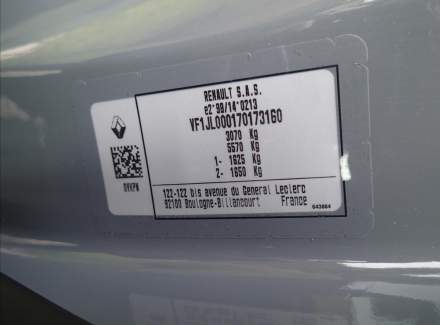 RENAULT S.A.S.
e2*98/14*0213
VF1JL000170173160
3070 Kg
5570 Kg
1- 1625 Kg
2- 1650 Kg
122-122 bis avenue du General Leclerc
92100 Boulogne-Billancourt France
643884